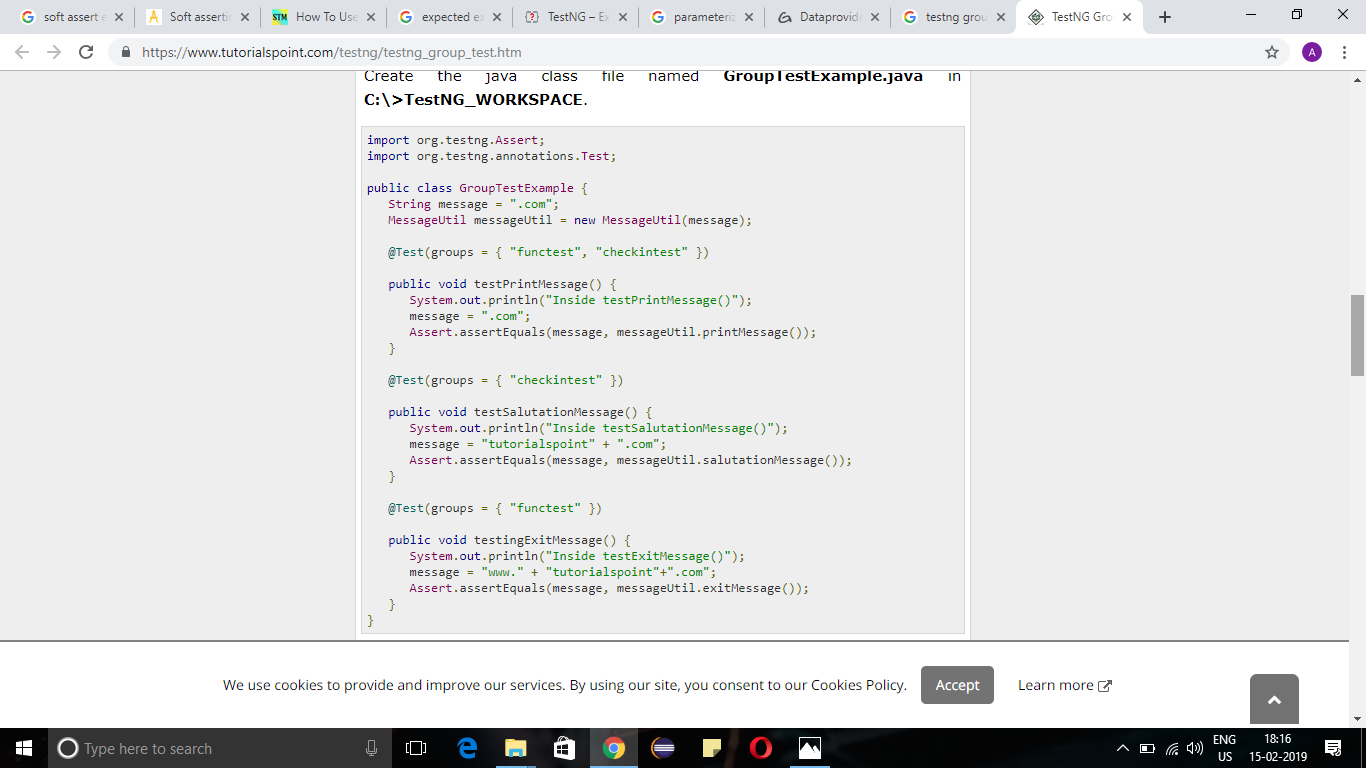 soft assert e
Soft assertic
STM How To Use
expected e
TestNG – Ex
parameteriz
Dataprovide
testng grou
TestNG Gro
https://www.tutorialspoint.com/testng/testng_group_test.htm
A
Create the java class file named GroupTestExample.java in
C:\>TestNG_WORKSPACE.
import org.testng.Assert;
import org.testng.annotations.Test;
public class GroupTestExample {
String message = ".com";
MessageUtil messageUtil = new MessageUtil(message);
@Test(groups = { "functest", "checkintest" })
public void testPrintMessage() {
System.out.println("Inside testPrintMessage()");
message = ".com";
Assert.assertEquals(message, messageUtil.printMessage());
}
@Test(groups = { "checkintest" })
public void testSalutationMessage() {
System.out.println("Inside testSalutationMessage()");
message = "tutorialspoint" + ".com";
Assert.assertEquals(message, messageUtil.salutationMessage());
}
@Test(groups = { "functest" })
public void testingExitMessage() {
System.out.println("Inside testExitMessage()");
message = "www." + "tutorialspoint"+".com";
Assert.assertEquals(message, messageUtil.exitMessage());
}
}
We use cookies to provide and improve our services. By using our site, you consent to our Cookies Policy.
Accept
Learn more
Type here to search
ENG
US
18:16
15-02-2019